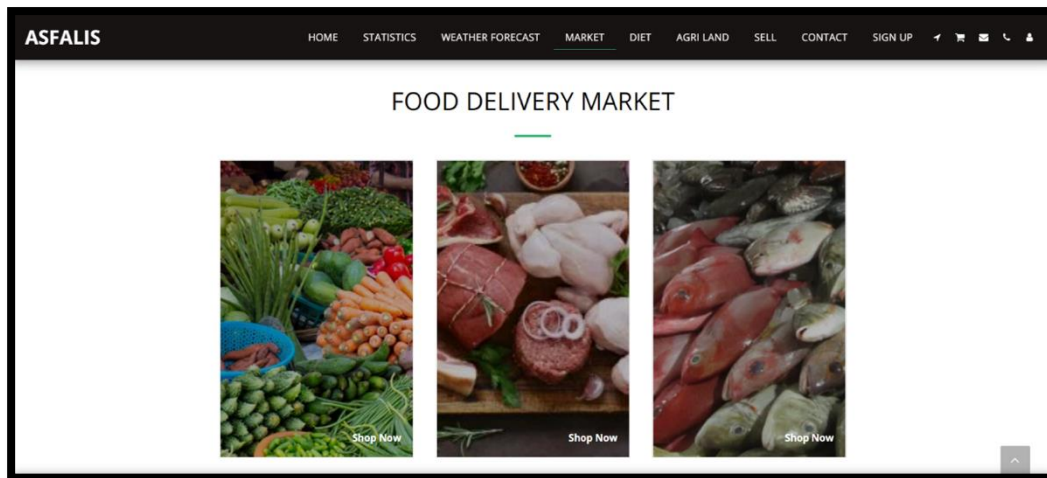 ASFALIS HOME STATISTICS WEATHER FORECAST MARKET DIET AGRI LAND SELL CONTACT SIGN UP
FOOD DELIVERY MARKET
Shop Now Shop Now Shop Now